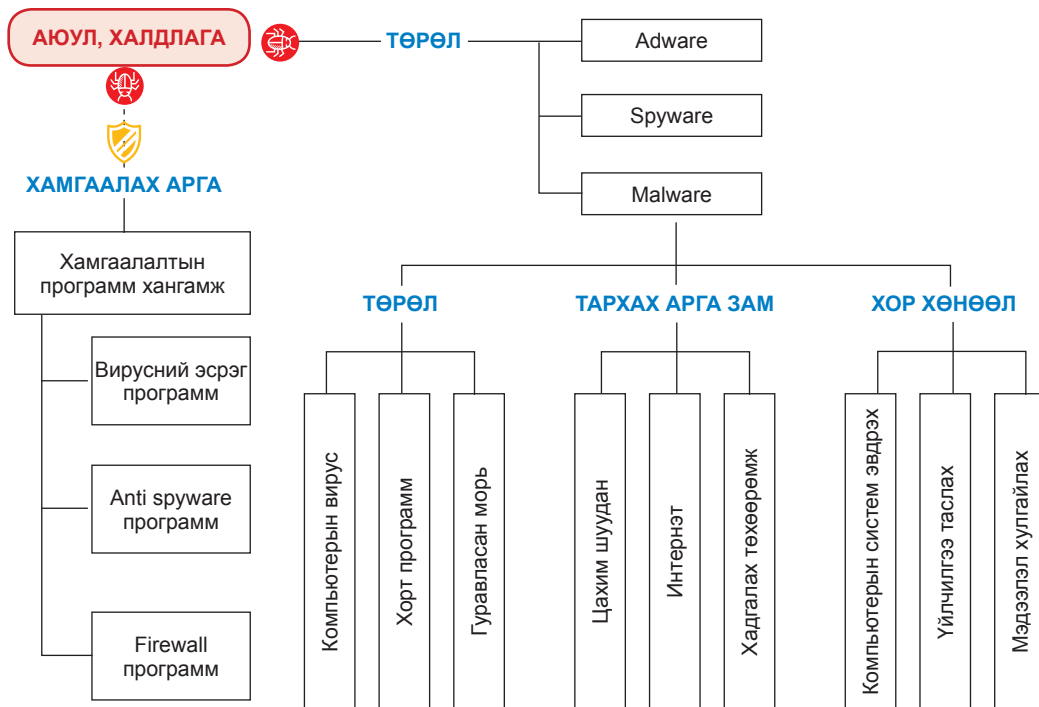 АЮУЛ, ХАЛДЛАГА
ТӨРӨЛ
Adware
Spyware
Malware
ХАМГААЛАХ АРГА
Хамгаалалтын
программ хангамж
Вирусний эсрэг
программ
Anti spyware
программ
Firewall
программ
ТӨРӨЛ
Компьютерын вирус
Хорт программ
Гуравласан морь
ТАРХАХ АРГА ЗАМ
Цахим шуудан
Интернэт
Хадгалах төхөөрөмж
ХОР ХӨНӨӨЛ
Компьютерын систем эвдрэх
Үйлчилгээ таслах
Мэдээлэл хулгайлах